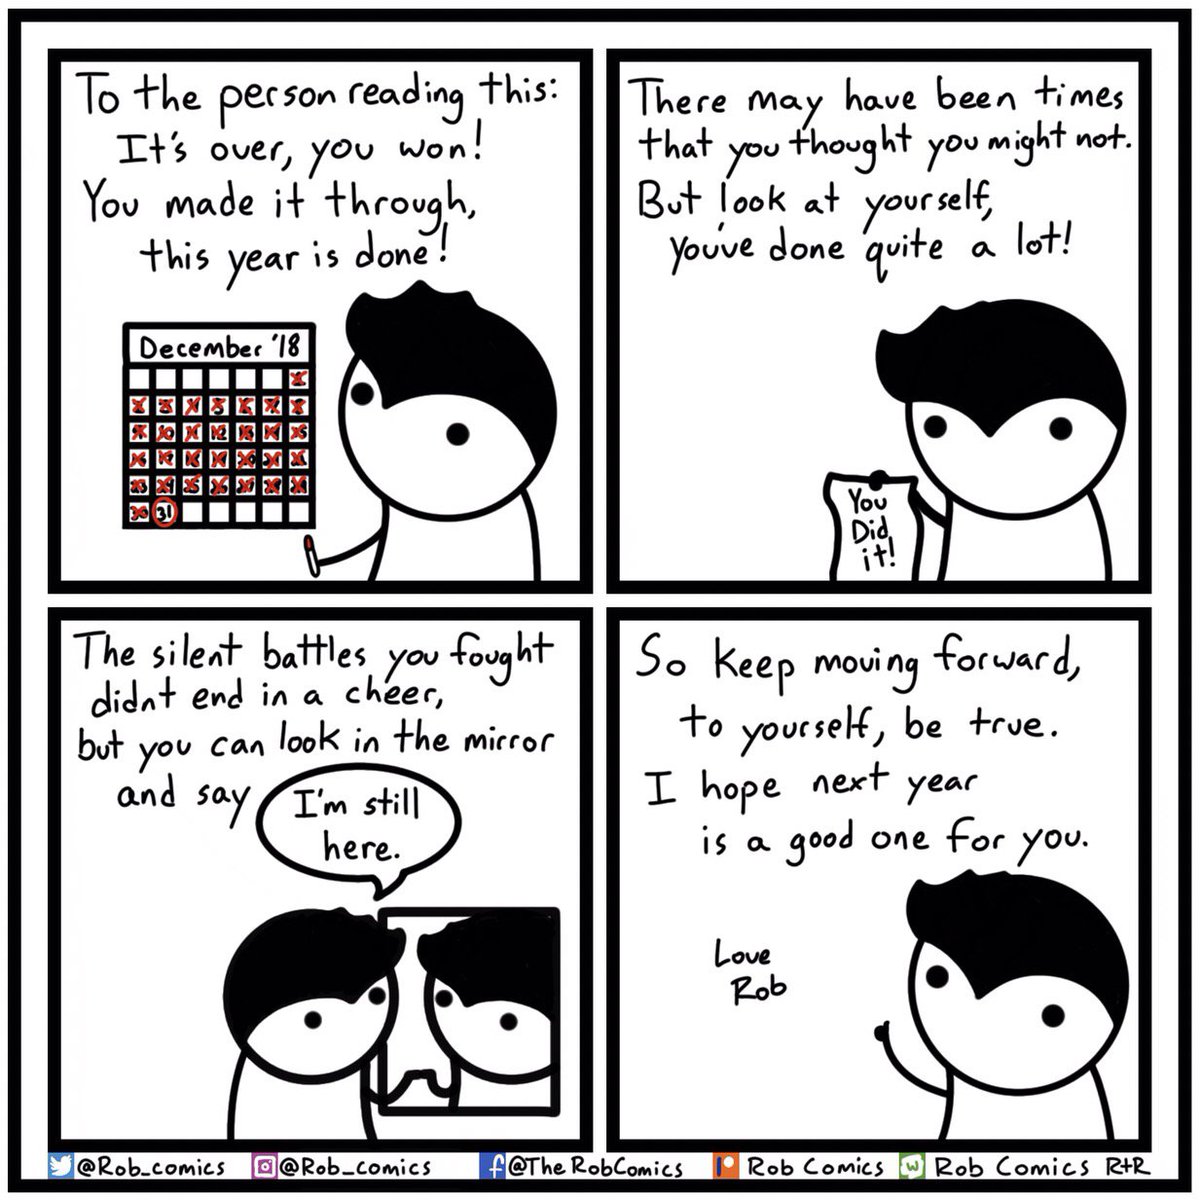 To the person reading this:
It's over, you won!
You made it through,
this year is done!
December '18
31
There may have been times
that you thought you might not.
But look at yourself,
you've done quite a lot!
You
Did
it!
The silent battles you fought
didnt end in a cheer,
but you can look in the mirror
and say
I'm still
here.
So keep moving forward,
to yourself, be true.
I hope next year
is a good one for you.
Love
Rob
@Rob_comics @Rob_comics @The RobComics Rob Comics Rob Comics R+R